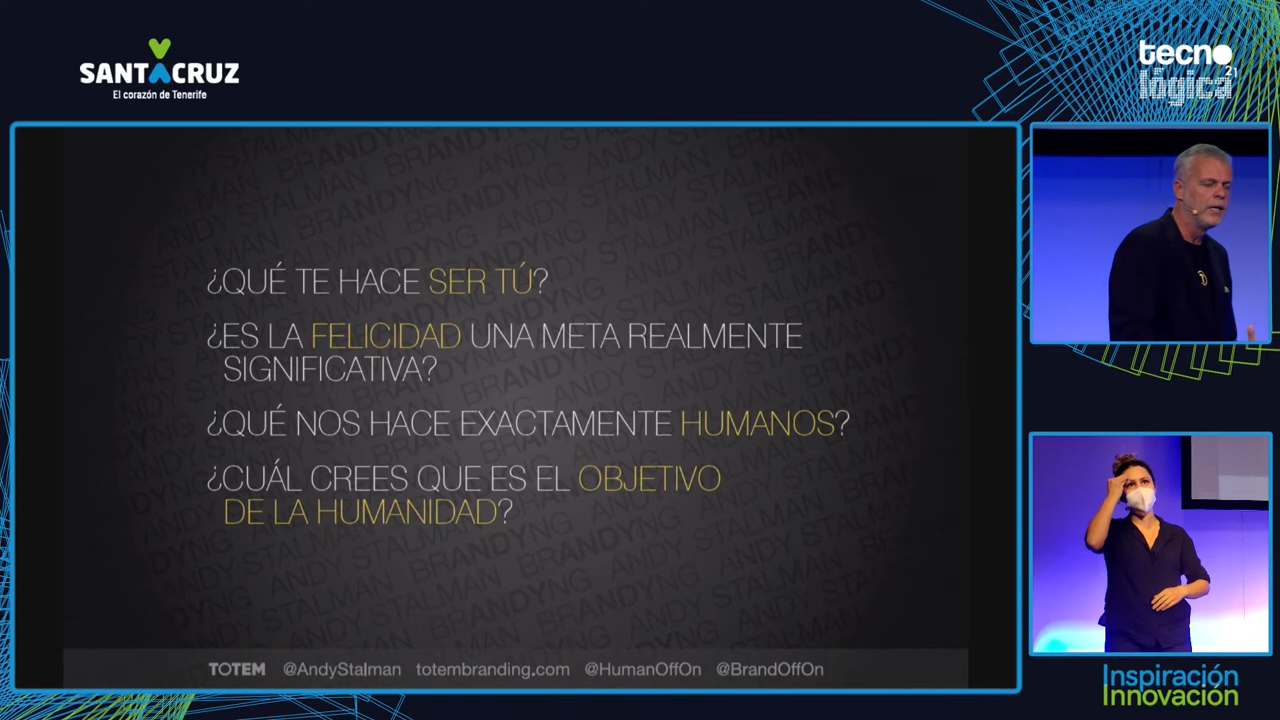 SANTACRUZ
El corazón de Tenerife
tecno
lógica21
¿QUÉ TE HACE SER TÚ?
¿ES LA FELICIDAD UNA META REALMENTE
SIGNIFICATIVA?
¿QUÉ NOS HACE EXACTAMENTE HUMANOS?
¿CUÁL CREES QUE ES EL OBJETIVO
DE LA HUMANIDAD?
TOTEM @AndyStalman totembranding.com @HumanOffOn @BrandOffOn
Inspiración
Innovación